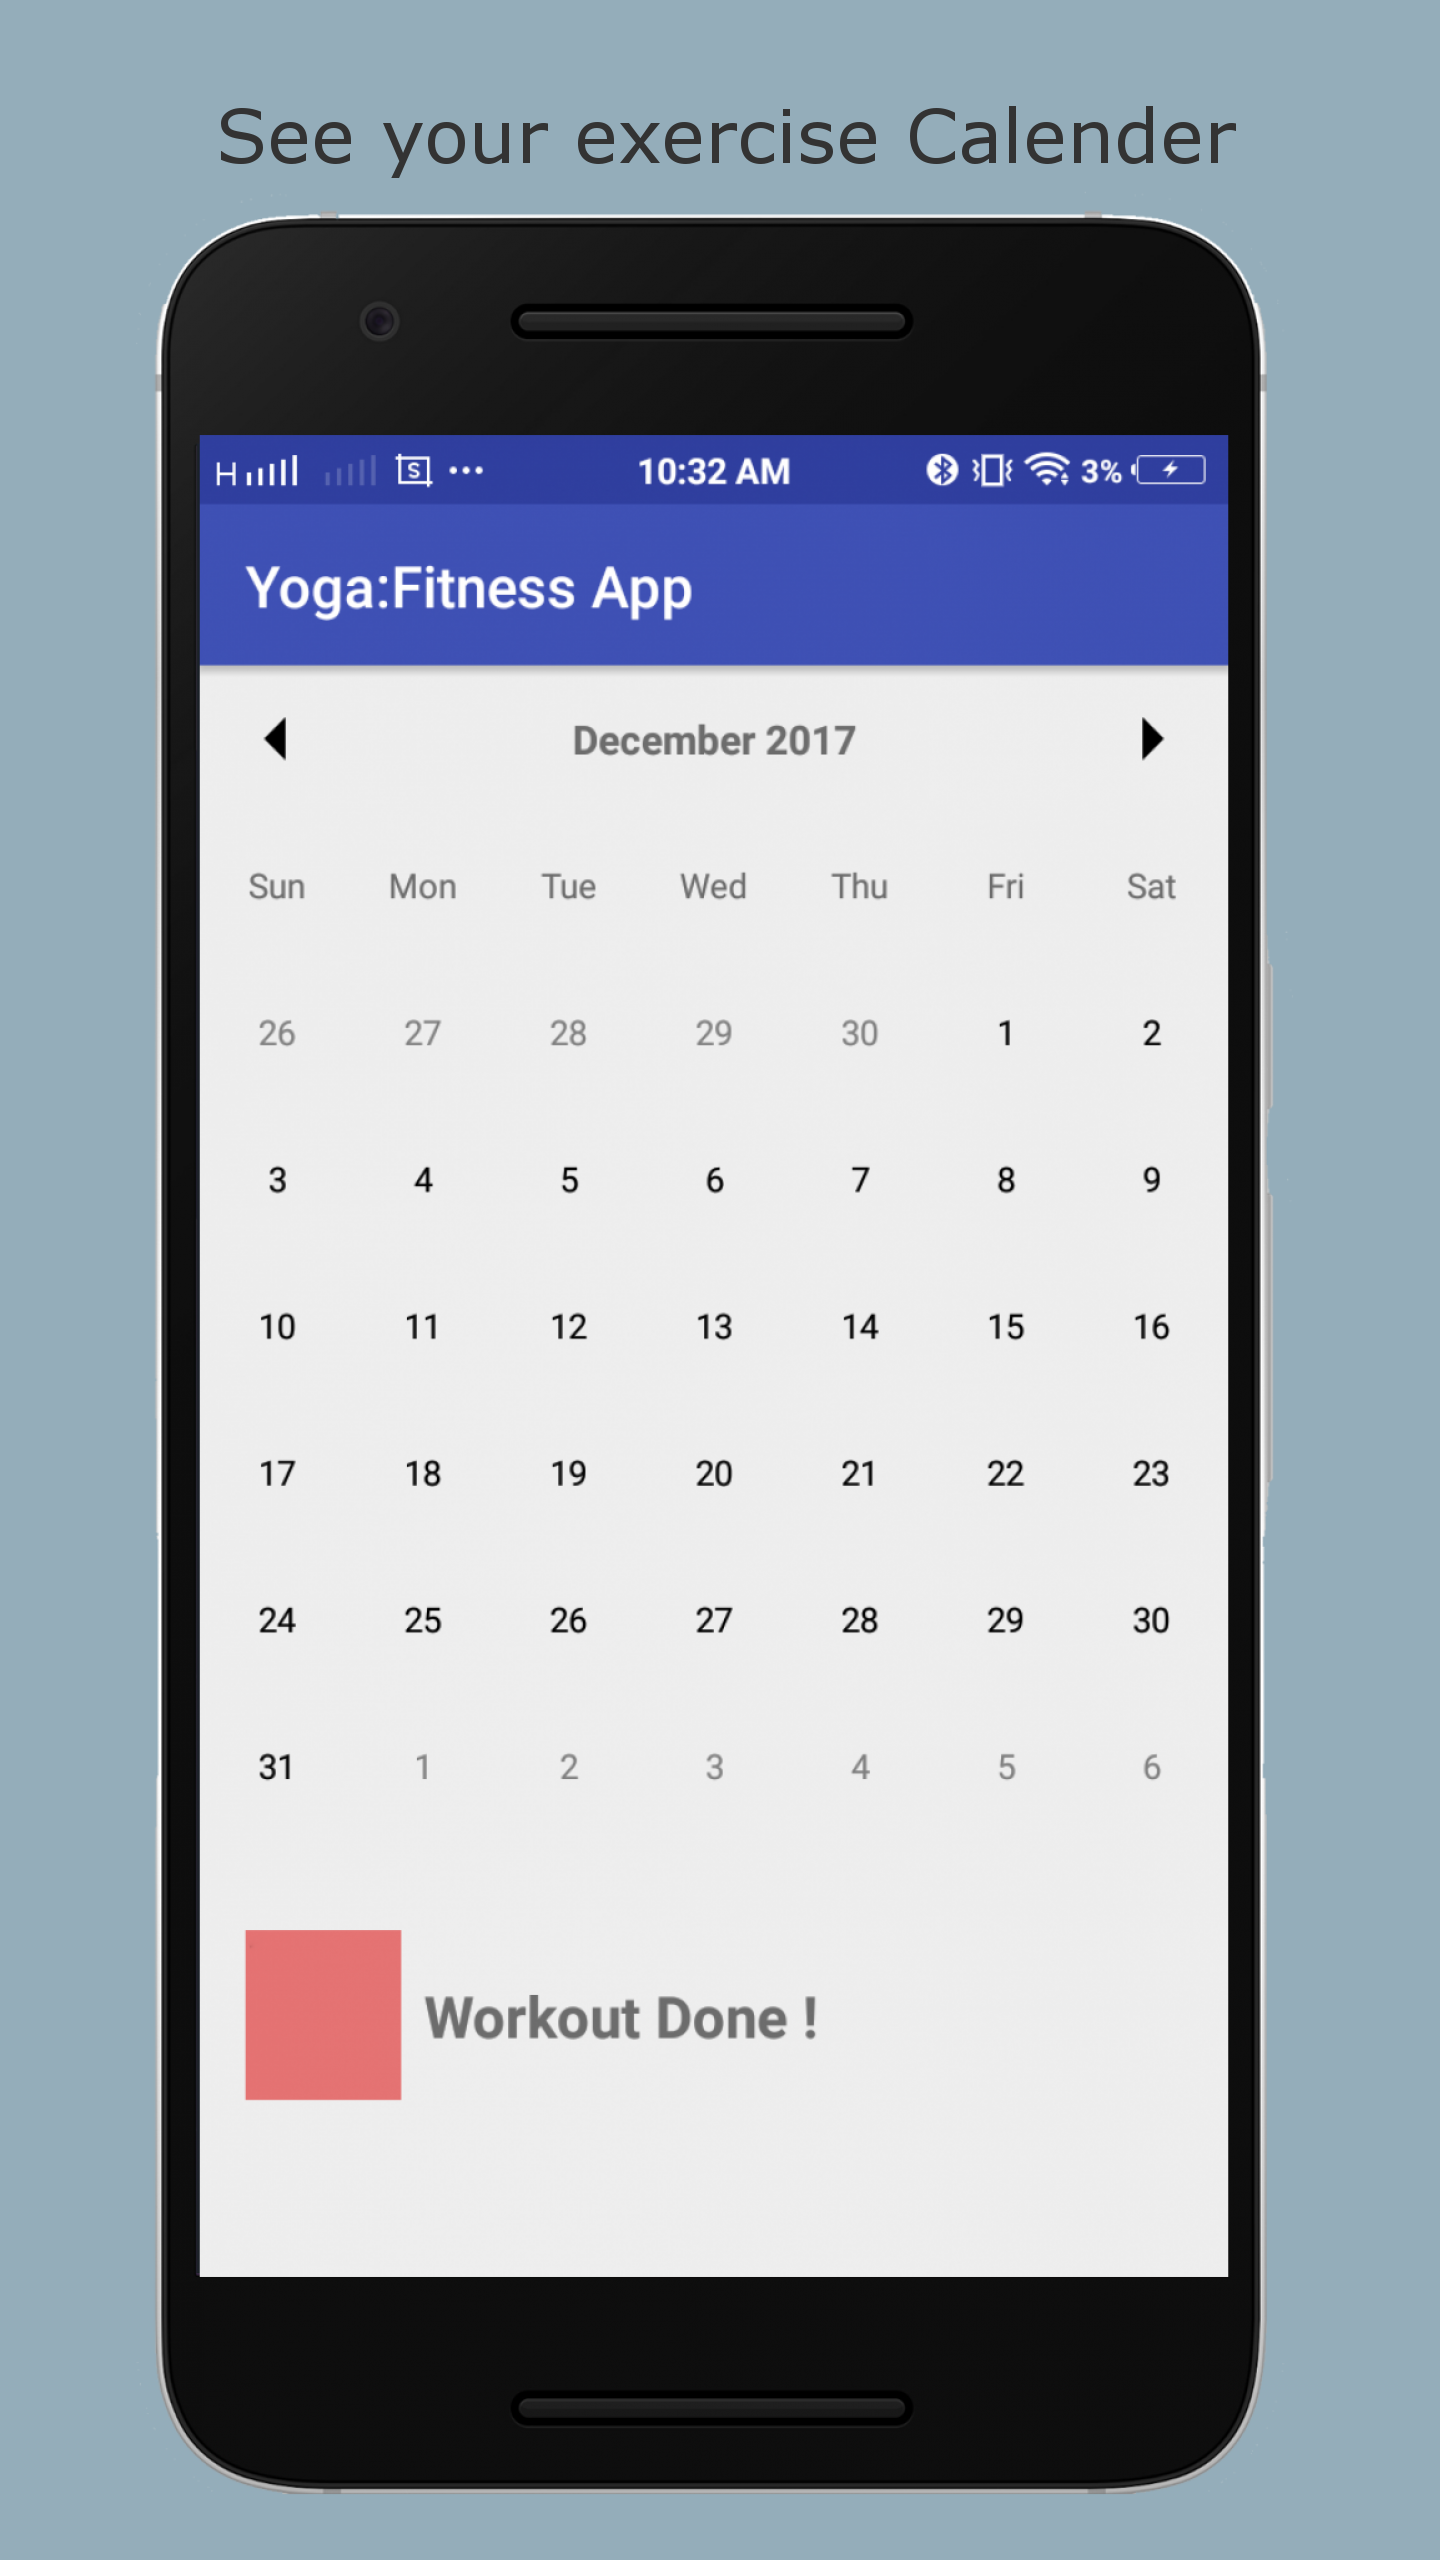 See your exercise Calender
H S ... 10:32 AM 3%
Yoga:Fitness App
December 2017
Sun Mon Tue Wed Thu Fri Sat
26 27 28 29 30 1 2
3 4 5 6 7 8 9
10 11 12 13 14 15 16
17 18 19 20 21 22 23
24 25 26 27 28 29 30
31 1 2 3 4 5 6
Workout Done !